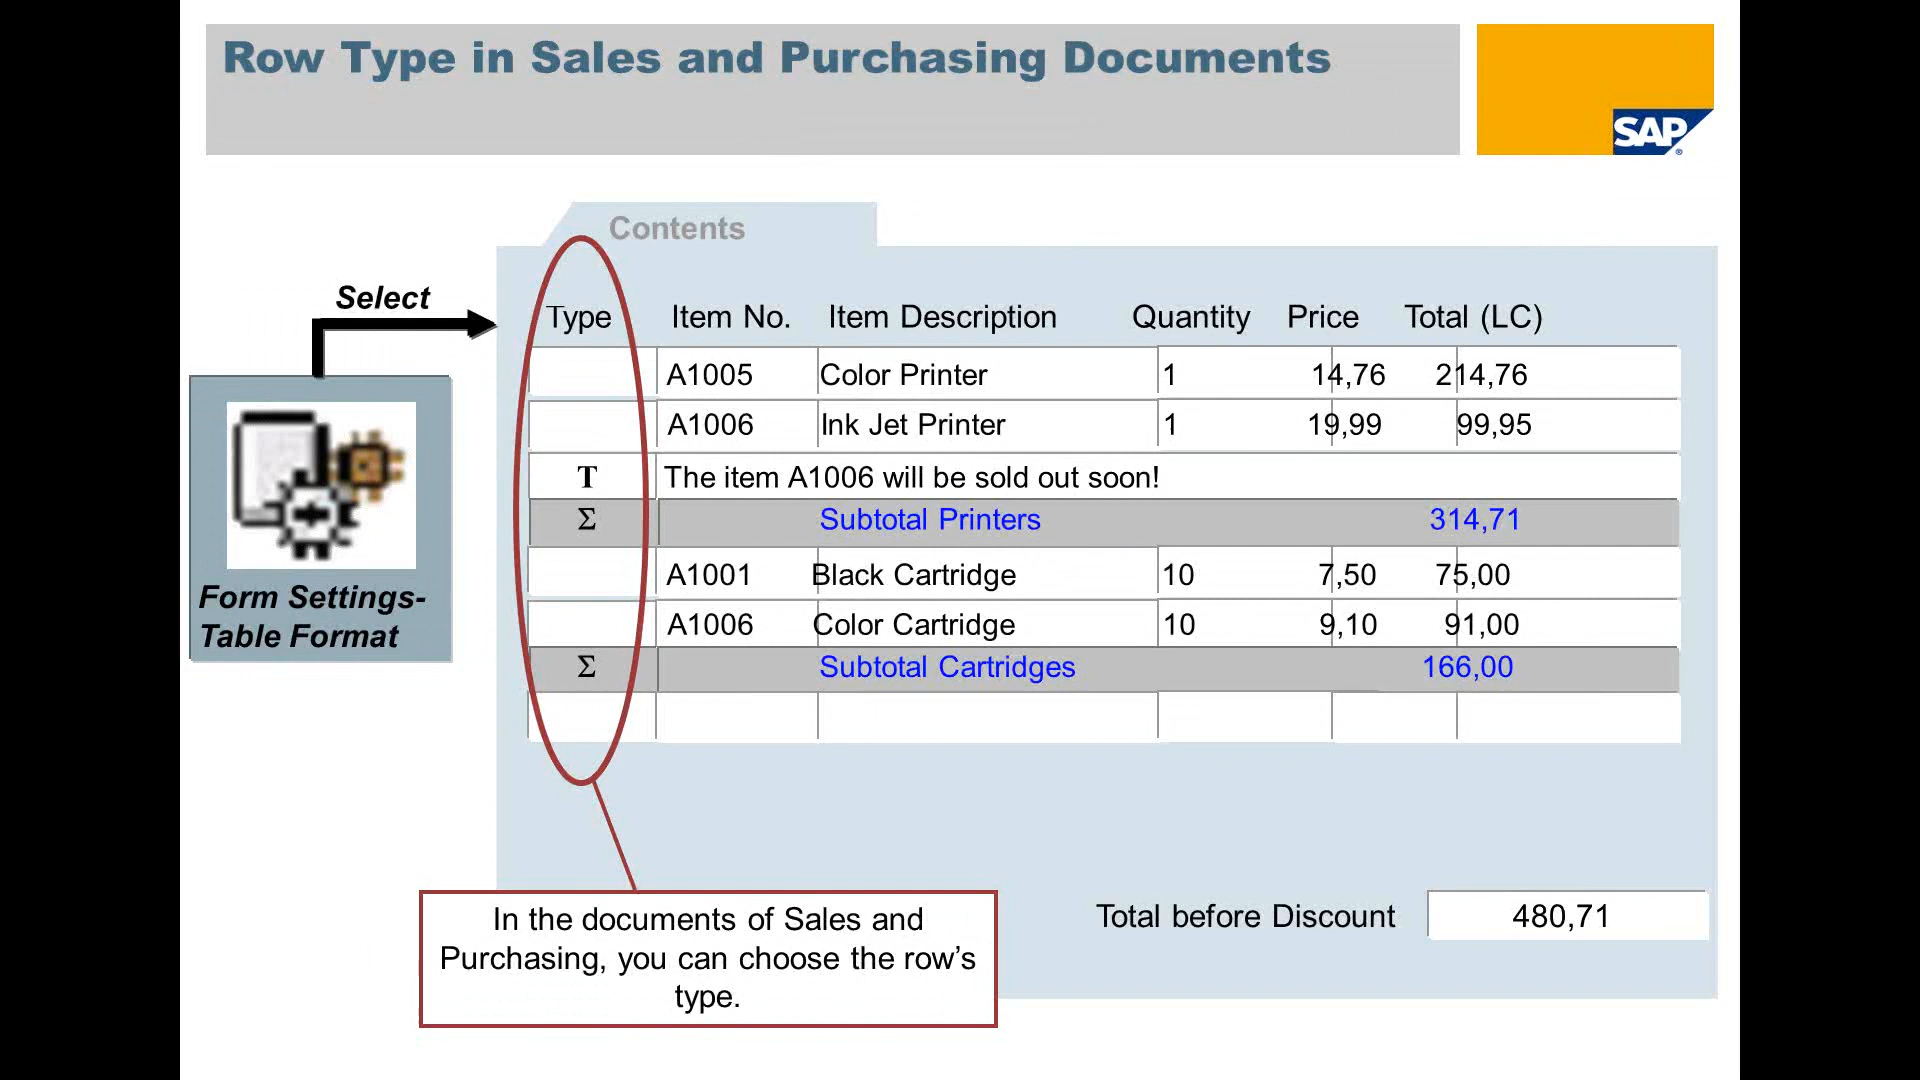 Row Type in Sales and Purchasing Documents
SAP
®
Contents
Select
Type Item No. Item Description Quantity Price Total (LC)
A1005 Color Printer 1 14,76 214,76
A1006 Ink Jet Printer 1 19,99 99,95
T The item A1006 will be sold out soon!
Σ Subtotal Printers 314,71
A1001 Black Cartridge 10 7,50 75,00
A1006 Color Cartridge 10 9,10 91,00
Σ Subtotal Cartridges 166,00
Form Settings-
Table Format
Total before Discount 480,71
In the documents of Sales and
Purchasing, you can choose the row’s
type.